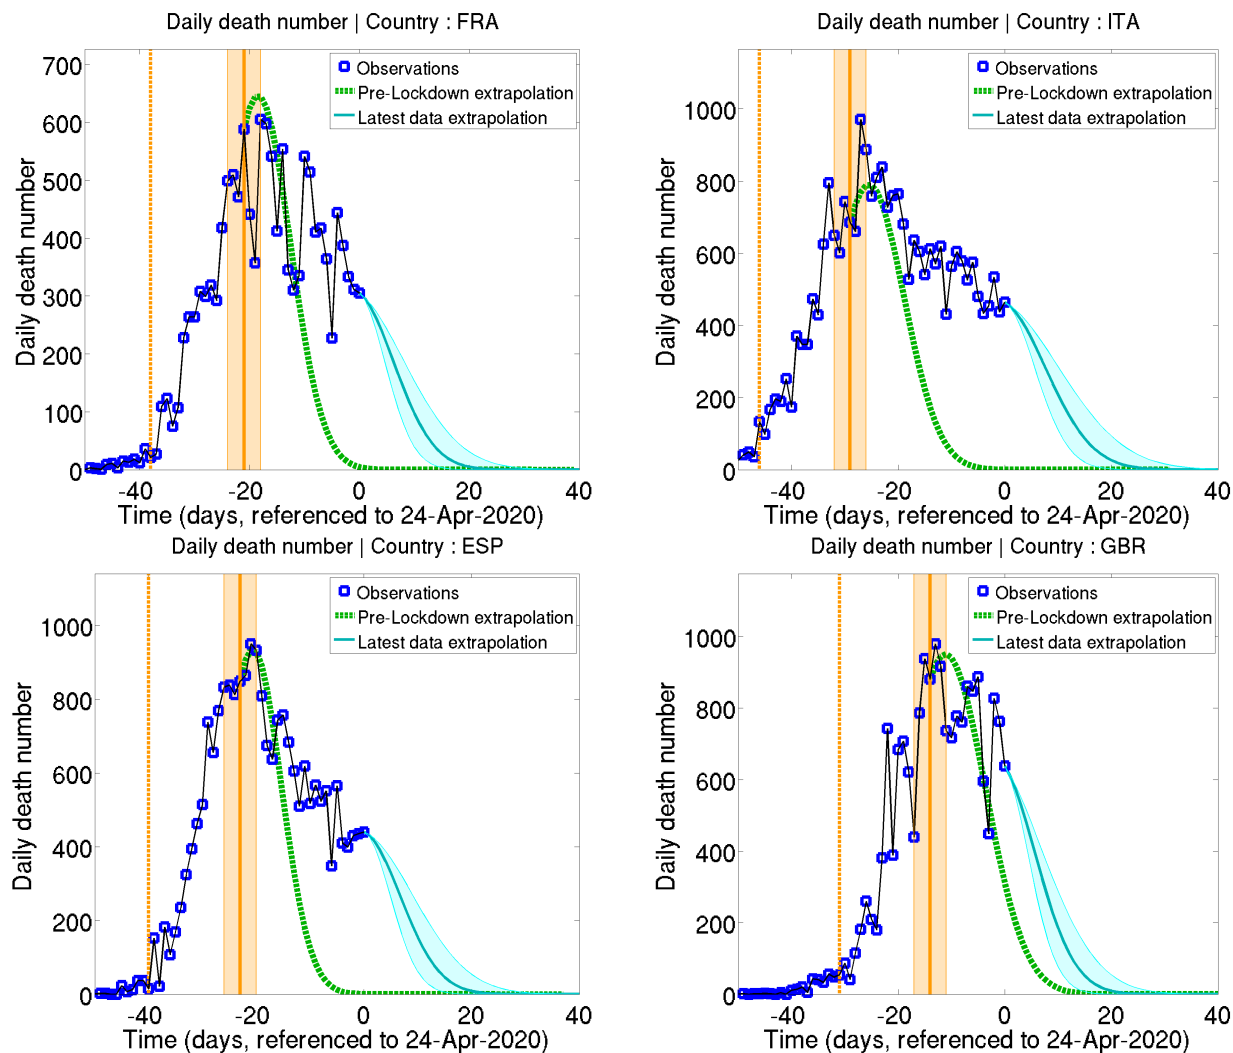 Daily death number | Country : FRA
700
600
500
400
300
200
100
0
Daily death number
Observations
Pre-Lockdown extrapolation
Latest data extrapolation
-40 -20 0 20 40
Time (days, referenced to 24-Apr-2020)
Daily death number | Country : ITA
1000
800
600
400
200
0
Daily death number
Observations
Pre-Lockdown extrapolation
Latest data extrapolation
-40 -20 0 20 40
Time (days, referenced to 24-Apr-2020)
Daily death number | Country : ESP
1000
800
600
400
200
0
Daily death number
Observations
Pre-Lockdown extrapolation
Latest data extrapolation
-40 -20 0 20 40
Time (days, referenced to 24-Apr-2020)
Daily death number | Country : GBR
1000
800
600
400
200
0
Daily death number
Observations
Pre-Lockdown extrapolation
Latest data extrapolation
-40 -20 0 20 40
Time (days, referenced to 24-Apr-2020)